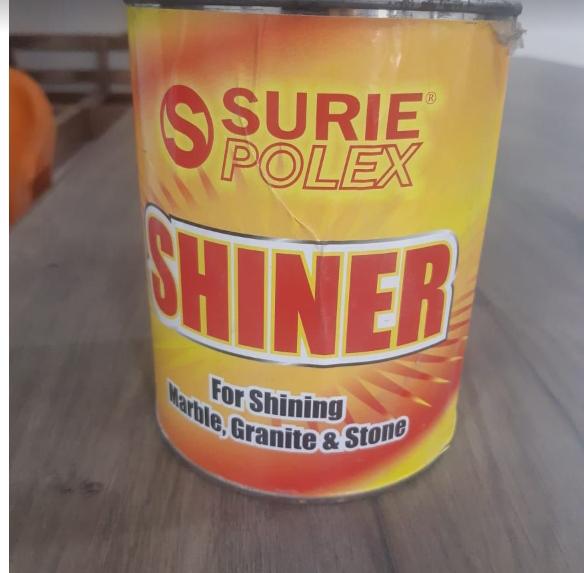 SURIE®
POLEX
SHINER
For Shining
Marble, Granite & Stone